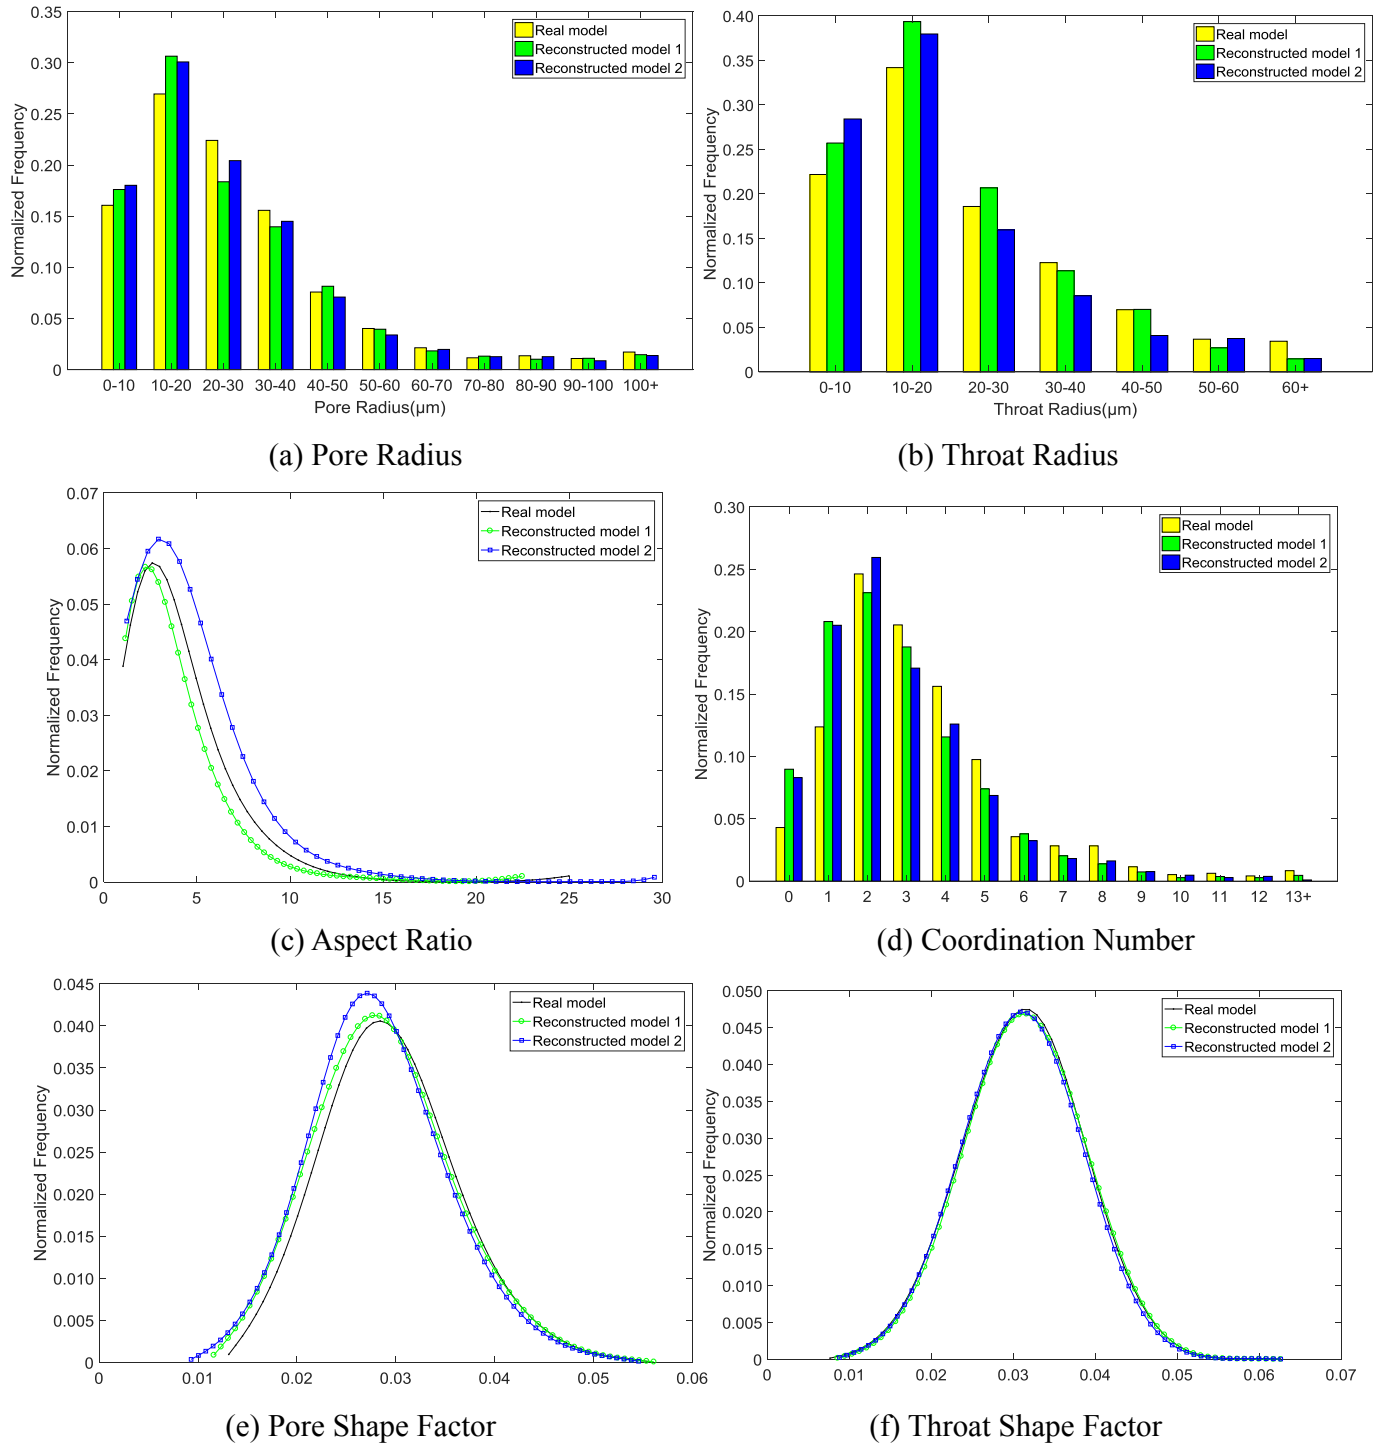 Normalized Frequency
0.35
0.30
0.25
0.20
0.15
0.10
0.05
0
Real model
Reconstructed model 1
Reconstructed model 2
0-10 10-20 20-30 30-40 40-50 50-60 60-70 70-80 80-90 90-100 100+
Pore Radius(μm)
(a) Pore Radius
Normalized Frequency
0.40
0.35
0.30
0.25
0.20
0.15
0.10
0.05
0
Real model
Reconstructed model 1
Reconstructed model 2
0-10 10-20 20-30 30-40 40-50 50-60 60+
Throat Radius(μm)
(b) Throat Radius
Normalized Frequency
0.07
0.06
0.05
0.04
0.03
0.02
0.01
0
Real model
Reconstructed model 1
Reconstructed model 2
0 5 10 15 20 25 30
(c) Aspect Ratio
Normalized Frequency
0.30
0.25
0.20
0.15
0.10
0.05
0
Real model
Reconstructed model 1
Reconstructed model 2
0 1 2 3 4 5 6 7 8 9 10 11 12 13+
(d) Coordination Number
Normalized Frequency
0.045
0.040
0.035
0.030
0.025
0.020
0.015
0.010
0.005
0
Real model
Reconstructed model 1
Reconstructed model 2
0 0.01 0.02 0.03 0.04 0.05 0.06
(e) Pore Shape Factor
Normalized Frequency
0.050
0.045
0.040
0.035
0.030
0.025
0.020
0.015
0.010
0.005
0
Real model
Reconstructed model 1
Reconstructed model 2
0 0.01 0.02 0.03 0.04 0.05 0.06 0.07
(f) Throat Shape Factor